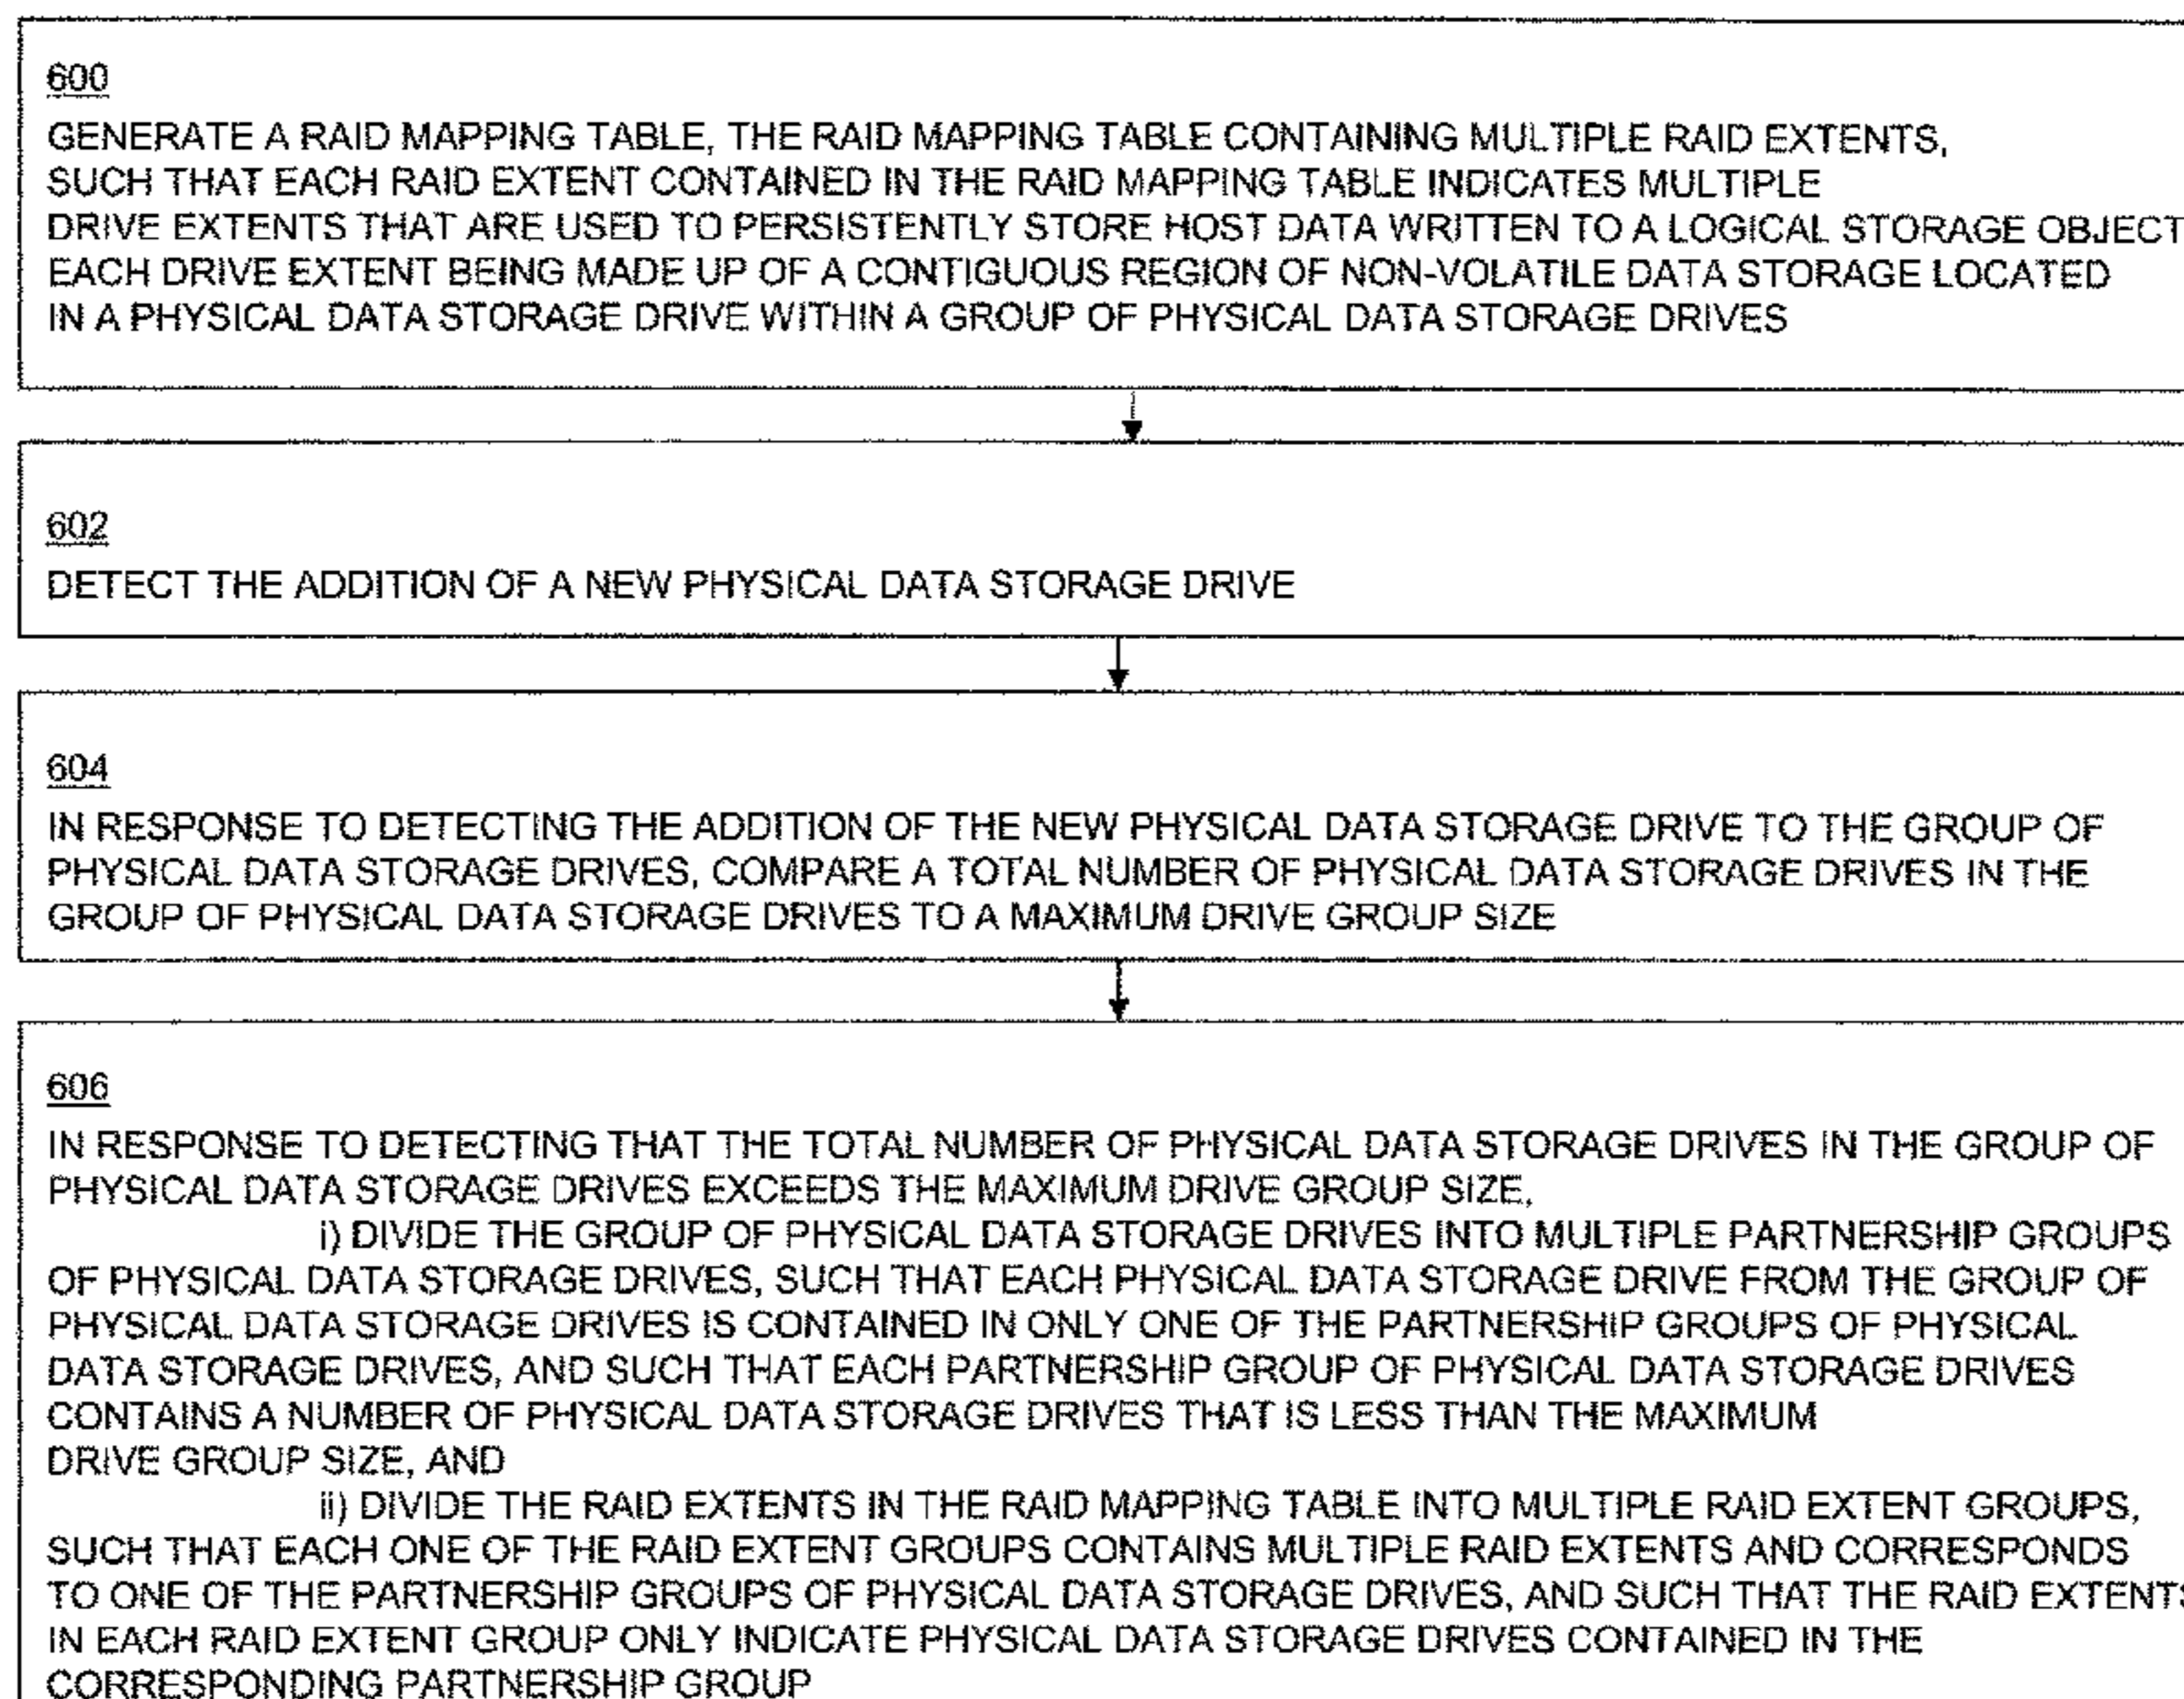 600
GENERATE A RAID MAPPING TABLE, THE RAID MAPPING TABLE CONTAINING MULTIPLE RAID EXTENTS,
SUCH THAT EACH RAID EXTENT CONTAINED IN THE RAID MAPPING TABLE INDICATES MULTIPLE
DRIVE EXTENTS THAT ARE USED TO PERSISTENTLY STORE HOST DATA WRITTEN TO A LOGICAL STORAGE OBJECT
EACH DRIVE EXTENT BEING MADE UP OF A CONTIGUOUS REGION OF NON-VOLATILE DATA STORAGE LOCATED
IN A PHYSICAL DATA STORAGE DRIVE WITHIN A GROUP OF PHYSICAL DATA STORAGE DRIVES
602
DETECT THE ADDITION OF A NEW PHYSICAL DATA STORAGE DRIVE
604
IN RESPONSE TO DETECTING THE ADDITION OF THE NEW PHYSICAL DATA STORAGE DRIVE TO THE GROUP OF
PHYSICAL DATA STORAGE DRIVES, COMPARE A TOTAL NUMBER OF PHYSICAL DATA STORAGE DRIVES IN THE
GROUP OF PHYSICAL DATA STORAGE DRIVES TO A MAXIMUM DRIVE GROUP SIZE
606
IN RESPONSE TO DETECTING THAT THE TOTAL NUMBER OF PHYSICAL DATA STORAGE DRIVES IN THE GROUP OF
PHYSICAL DATA STORAGE DRIVES EXCEEDS THE MAXIMUM DRIVE GROUP SIZE,
i) DIVIDE THE GROUP OF PHYSICAL DATA STORAGE DRIVES INTO MULTIPLE PARTNERSHIP GROUPS
OF PHYSICAL DATA STORAGE DRIVES, SUCH THAT EACH PHYSICAL DATA STORAGE DRIVE FROM THE GROUP OF
PHYSICAL DATA STORAGE DRIVES IS CONTAINED IN ONLY ONE OF THE PARTNERSHIP GROUPS OF PHYSICAL
DATA STORAGE DRIVES, AND SUCH THAT EACH PARTNERSHIP GROUP OF PHYSICAL DATA STORAGE DRIVES
CONTAINS A NUMBER OF PHYSICAL DATA STORAGE DRIVES THAT IS LESS THAN THE MAXIMUM
DRIVE GROUP SIZE, AND
ii) DIVIDE THE RAID EXTENTS IN THE RAID MAPPING TABLE INTO MULTIPLE RAID EXTENT GROUPS,
SUCH THAT EACH ONE OF THE RAID EXTENT GROUPS CONTAINS MULTIPLE RAID EXTENTS AND CORRESPONDS
TO ONE OF THE PARTNERSHIP GROUPS OF PHYSICAL DATA STORAGE DRIVES, AND SUCH THAT THE RAID EXTENTS
IN EACH RAID EXTENT GROUP ONLY INDICATE PHYSICAL DATA STORAGE DRIVES CONTAINED IN THE
CORRESPONDING PARTNERSHIP GROUP